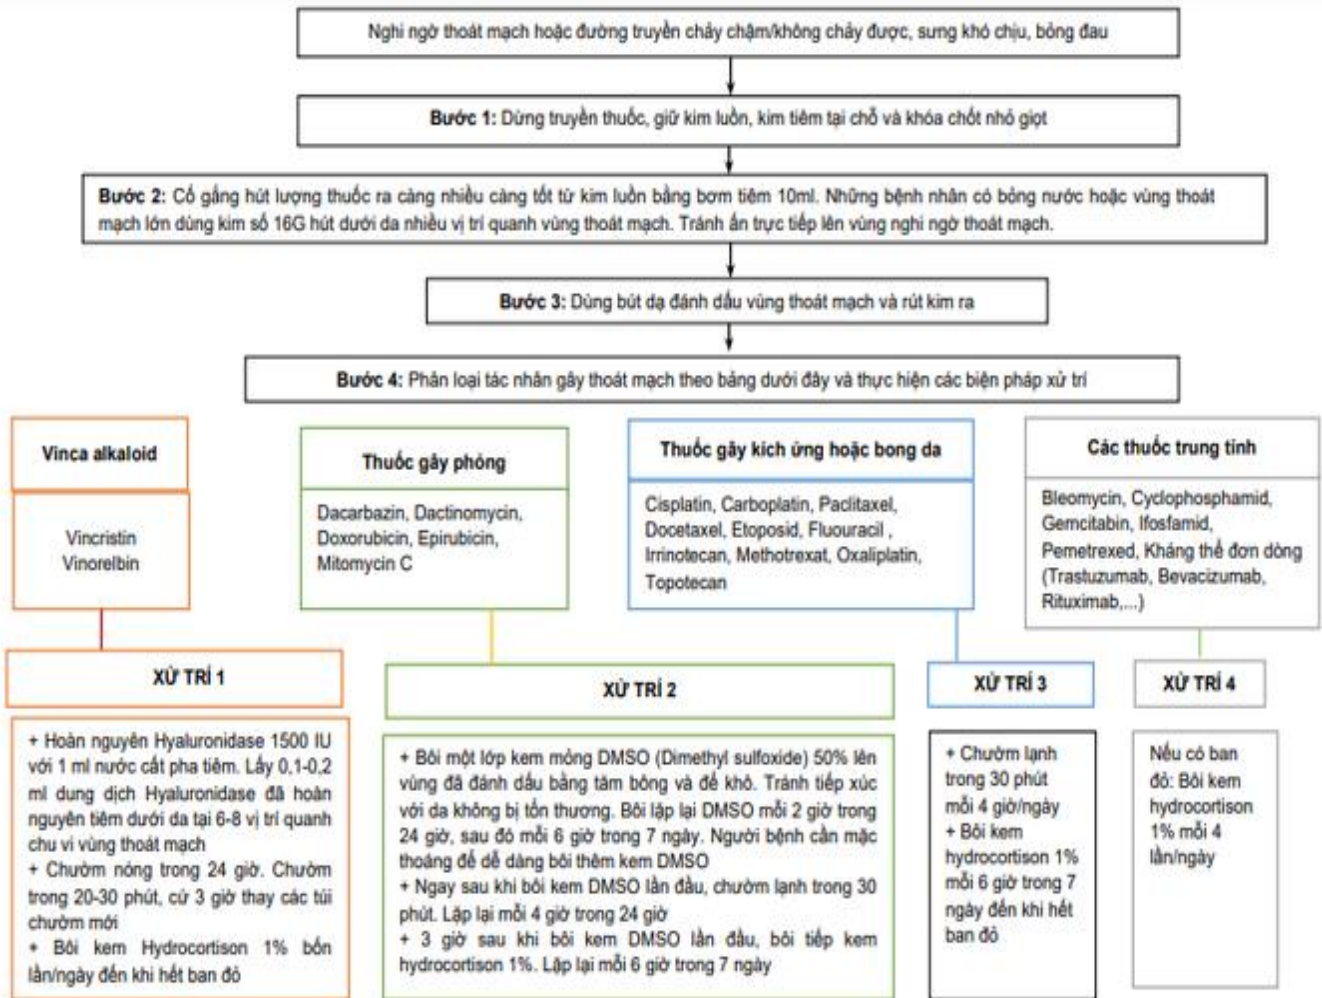 Nghi ngờ thoát mạch hoặc đường truyền chảy chậm/không chảy được, sưng khó chịu, bỏng đau
Bước 1: Dừng truyền thuốc, giữ kim luồn, kim tiêm tại chỗ và khóa chốt nhỏ giọt
Bước 2: Cố gắng hút lượng thuốc ra càng nhiều càng tốt từ kim luồn bằng bơm tiêm 10ml. Những bệnh nhân có bỏng nước hoặc vùng thoát
mạch lớn dùng kim số 16G hút dưới da nhiều vị trí quanh vùng thoát mạch. Tránh ấn trực tiếp lên vùng nghi ngờ thoát mạch.
Bước 3: Dùng bút dạ đánh dấu vùng thoát mạch và rút kim ra
Bước 4: Phân loại tác nhân gây thoát mạch theo bảng dưới đây và thực hiện các biện pháp xử trí
Vinca alkaloid
Vincristin
Vinorelbin
Thuốc gây phỏng
Dacarbazin, Dactinomycin,
Doxorubicin, Epirubicin,
Mitomycin C
Thuốc gây kích ứng hoặc bong da
Cisplatin, Carboplatin, Paclitaxel,
Docetaxel, Etoposid, Fluouracil ,
Irrinotecan, Methotrexat, Oxaliplatin,
Topotecan
Các thuốc trung tính
Bleomycin, Cyclophosphamid,
Gemcitabin, Ifosfamid,
Pemetrexed, Kháng thể đơn dòng
(Trastuzumab, Bevacizumab,
Rituximab,...)
XỬ TRÍ 1
+ Hoàn nguyên Hyaluronidase 1500 IU
với 1 ml nước cất pha tiêm. Lấy 0,1-0,2
ml dung dịch Hyaluronidase đã hoàn
nguyên tiêm dưới da tại 6-8 vị trí quanh
chu vi vùng thoát mạch
+ Chườm nóng trong 24 giờ. Chườm
trong 20-30 phút, cứ 3 giờ thay các túi
chườm mới
+ Bôi kem Hydrocortison 1% bốn
lần/ngày đến khi hết ban đỏ
XỬ TRÍ 2
+ Bôi một lớp kem mỏng DMSO (Dimethyl sulfoxide) 50% lên
vùng đã đánh dấu bằng tăm bông và để khô. Tránh tiếp xúc
với da không bị tổn thương. Bôi lặp lại DMSO mỗi 2 giờ trong
24 giờ, sau đó mỗi 6 giờ trong 7 ngày. Người bệnh cần mặc
thoáng để dễ dàng bôi thêm kem DMSO
+ Ngay sau khi bôi kem DMSO lần đầu, chườm lạnh trong 30
phút. Lặp lại mỗi 4 giờ trong 24 giờ
+ 3 giờ sau khi bôi kem DMSO lần đầu, bôi tiếp kem
hydrocortison 1%. Lặp lại mỗi 6 giờ trong 7 ngày
XỬ TRÍ 3
+ Chườm lạnh
trong 30 phút
mỗi 4 giờ/ngày
+ Bôi kem
hydrocortison 1%
mỗi 6 giờ trong 7
ngày đến khi hết
ban đỏ
XỬ TRÍ 4
Nếu có ban
đỏ: Bôi kem
hydrocortison
1% mỗi 4
lần/ngày